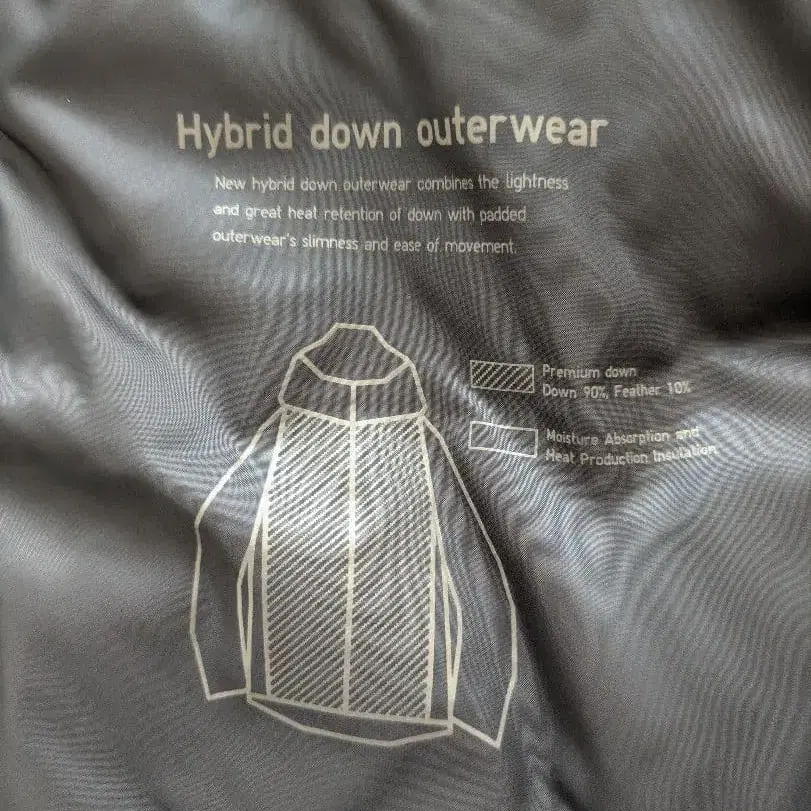 Hybrid down outerwear
New hybrid down outerwear combines the lightness
and great heat retention of down with padded
outerwear's slimness and ease of movement.
Premium down
Down 90%, Feather 10%
Moisture Absorption and
Heat Production Insulation